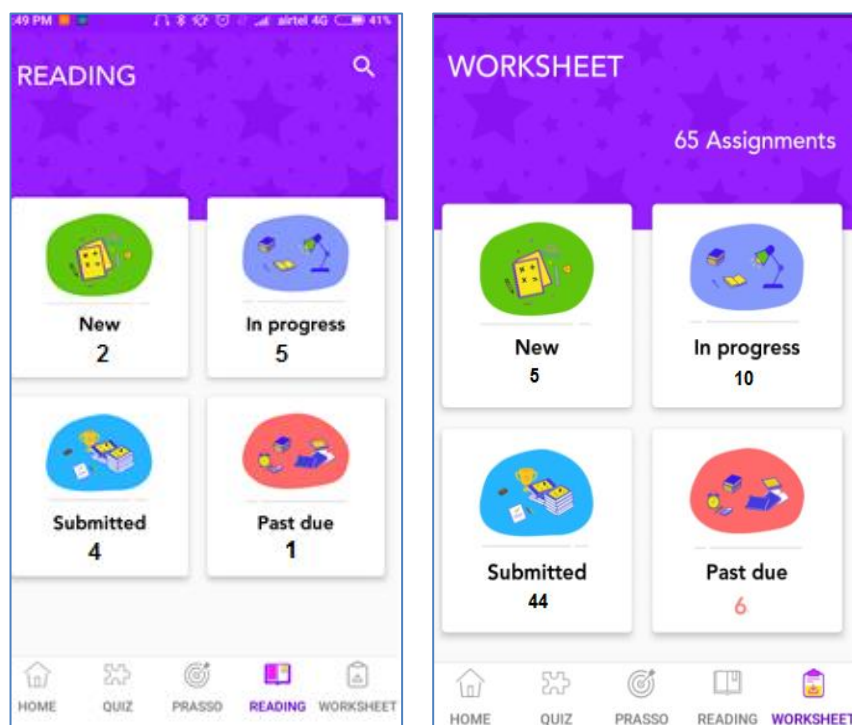 :49 PM
airtel 4G
41%
READING
New
2
In progress
5
Submitted
4
Past due
1
HOME QUIZ PRASSO READING WORKSHEET
WORKSHEET
65 Assignments
New
5
In progress
10
Submitted
44
Past due
6
HOME QUIZ PRASSO READING WORKSHEET